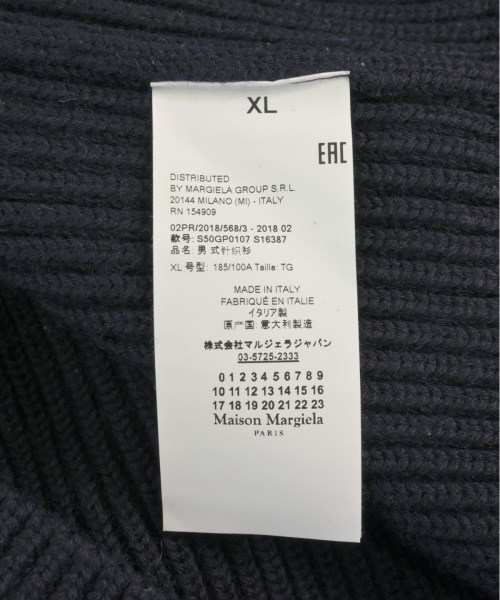 XL
EAC
DISTRIBUTED
BY MARGIELA GROUP S.R.L.
20144 MILANO (MI) - ITALY
RN 154909
02PR/2018/568/3 - 2018 02
款号: S50GP0107 S16387
品名: 男式针织衫
XL 号型: 185/100A Taille: TG
MADE IN ITALY
FABRIQUÉ EN ITALIE
イタリア製
原产国: 意大利製造
株式会社マルジェラジャパン
03-5725-2333
0 1 2 3 4 5 6 7 8 9
10 11 12 13 14 15 16
17 18 19 20 21 22 23
Maison Margiela
PARIS